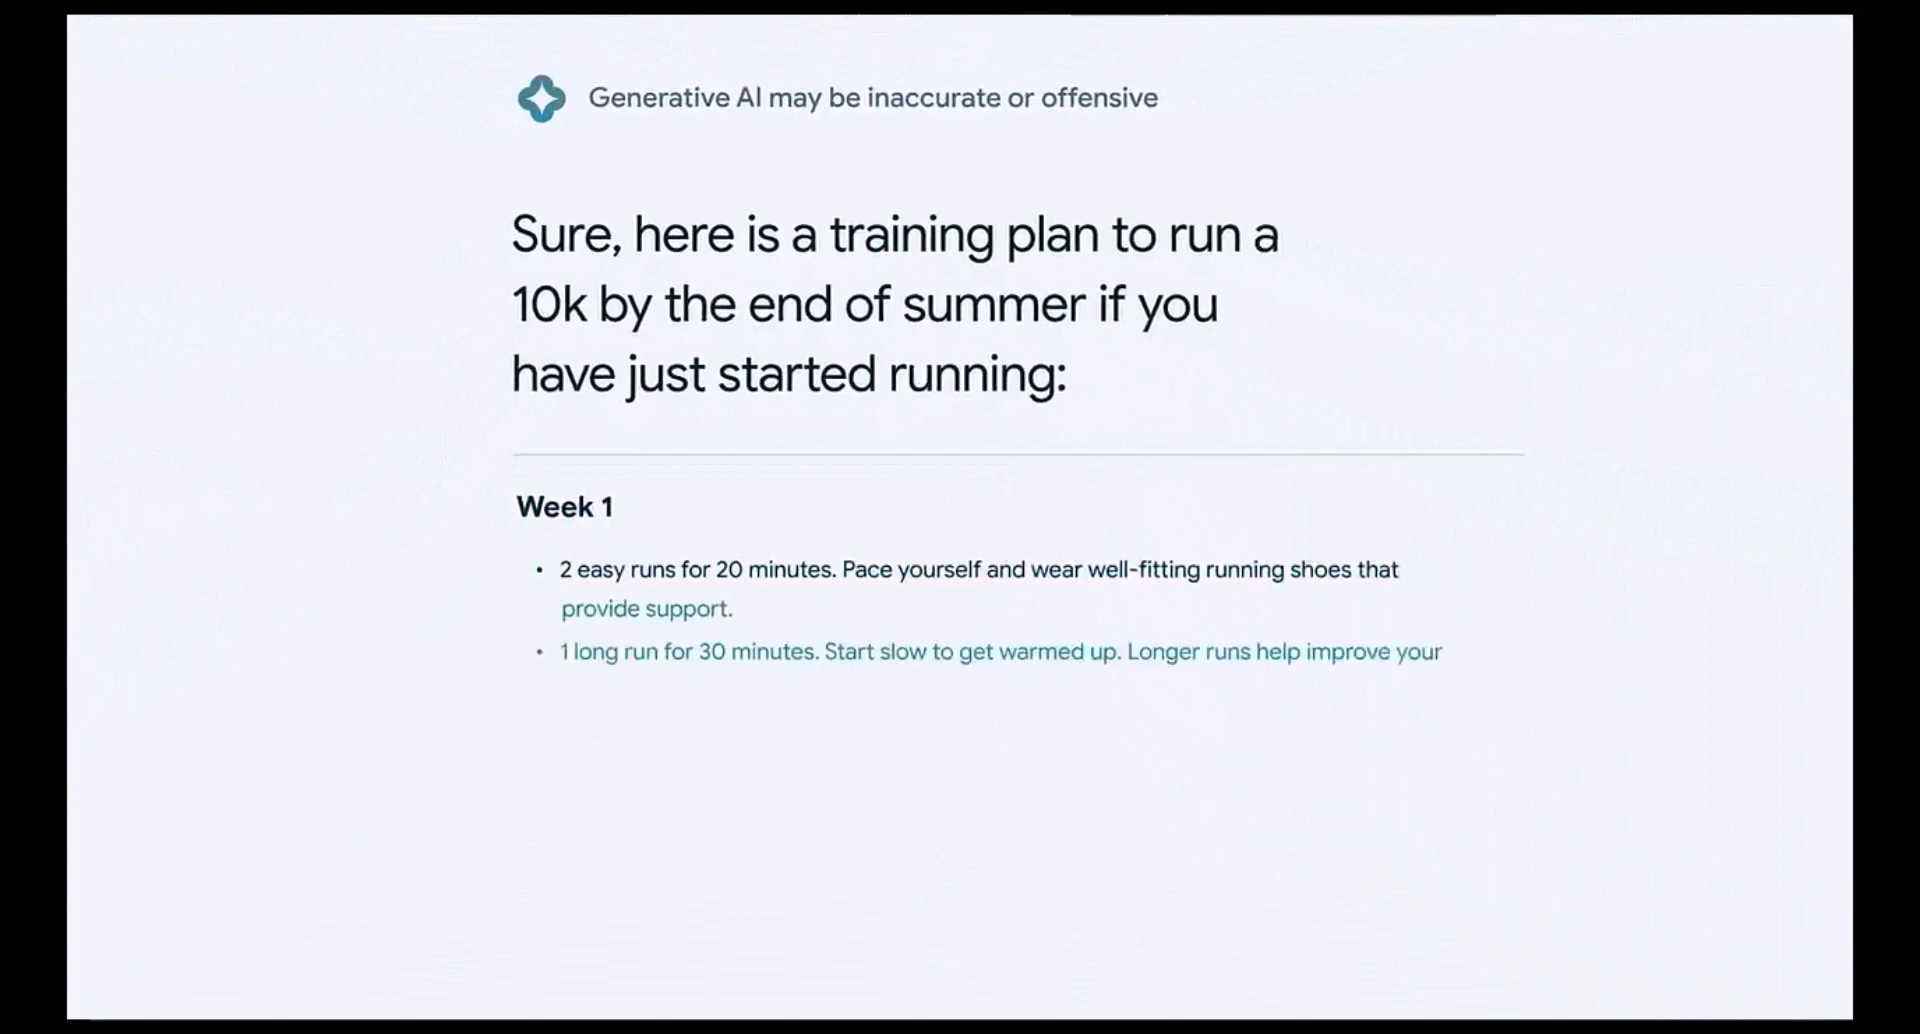 Generative AI may be inaccurate or offensive
Sure, here is a training plan to run a
10k by the end of summer if you
have just started running:
Week 1
• 2 easy runs for 20 minutes. Pace yourself and wear well-fitting running shoes that
provide support.
• 1 long run for 30 minutes. Start slow to get warmed up. Longer runs help improve your